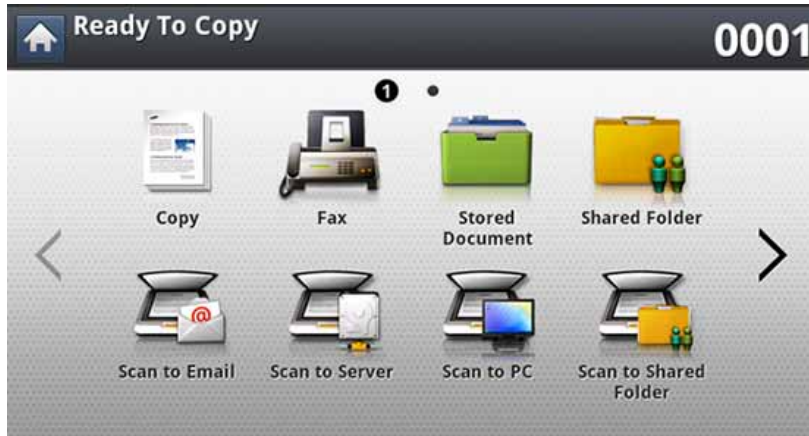 Ready To Copy
0001
1
Copy
Fax
Stored
Document
Shared Folder
@
Scan to Email
Scan to Server
Scan to PC
Scan to Shared
Folder